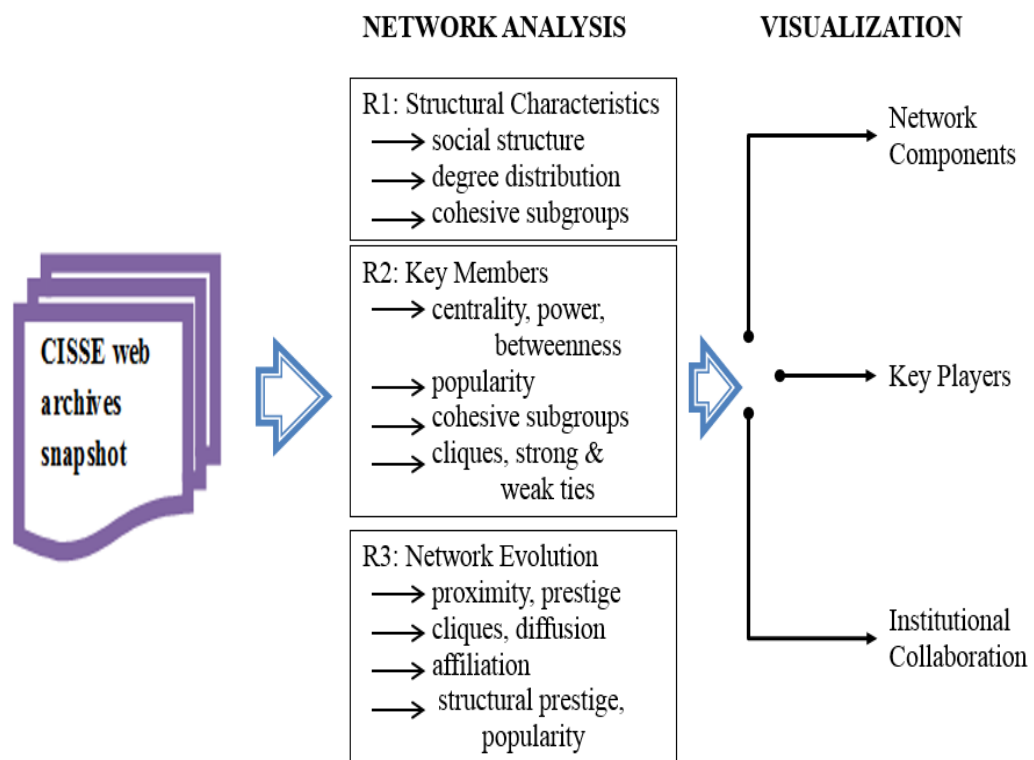 NETWORK ANALYSIS
VISUALIZATION
CISSE web
archives
snapshot
R1: Structural Characteristics
social structure
degree distribution
cohesive subgroups
R2: Key Members
centrality, power,
betweenness
popularity
cohesive subgroups
cliques, strong &
weak ties
R3: Network Evolution
proximity, prestige
cliques, diffusion
affiliation
structural prestige,
popularity
Network
Components
Key Players
Institutional
Collaboration